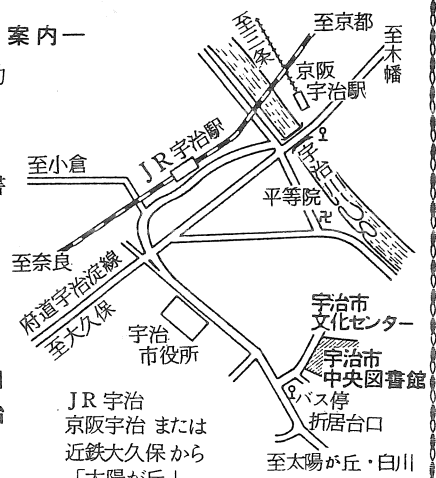 案内一
至京都
至三条
至木幡
京阪
宇治駅
JR宇治駅
至小倉
宇治
平等院
卍
至奈良
府道宇治淀線
至大久保
宇治
市役所
宇治市
文化センター
宇治市
中央図書館
バス停
折居台口
至太陽が丘・白川
JR宇治
京阪宇治または
近鉄大久保から
「太陽が丘」